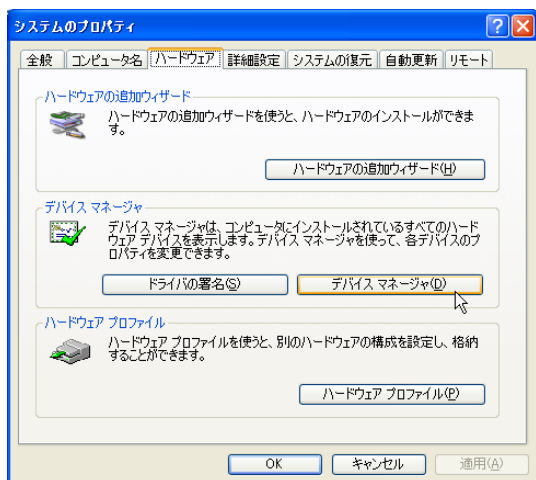 システムのプロパティ
全般 コンピュータ名 ハードウェア 詳細設定 システムの復元 自動更新 リモート
ハードウェアの追加ウィザード
ハードウェアの追加ウィザードを使うと、ハードウェアのインストールができま
す。
ハードウェアの追加ウィザード(H)
デバイス マネージャ
デバイス マネージャは、コンピュータにインストールされているすべてのハード
ウェア デバイスを表示します。デバイス マネージャを使って、各デバイスのプ
ロパティを変更できます。
ドライバの署名(S) デバイス マネージャ(D)
ハードウェア プロファイル
ハードウェア プロファイルを使うと、別のハードウェアの構成を設定し、格納
することができます。
ハードウェア プロファイル(P)
OK キャンセル 適用(A)